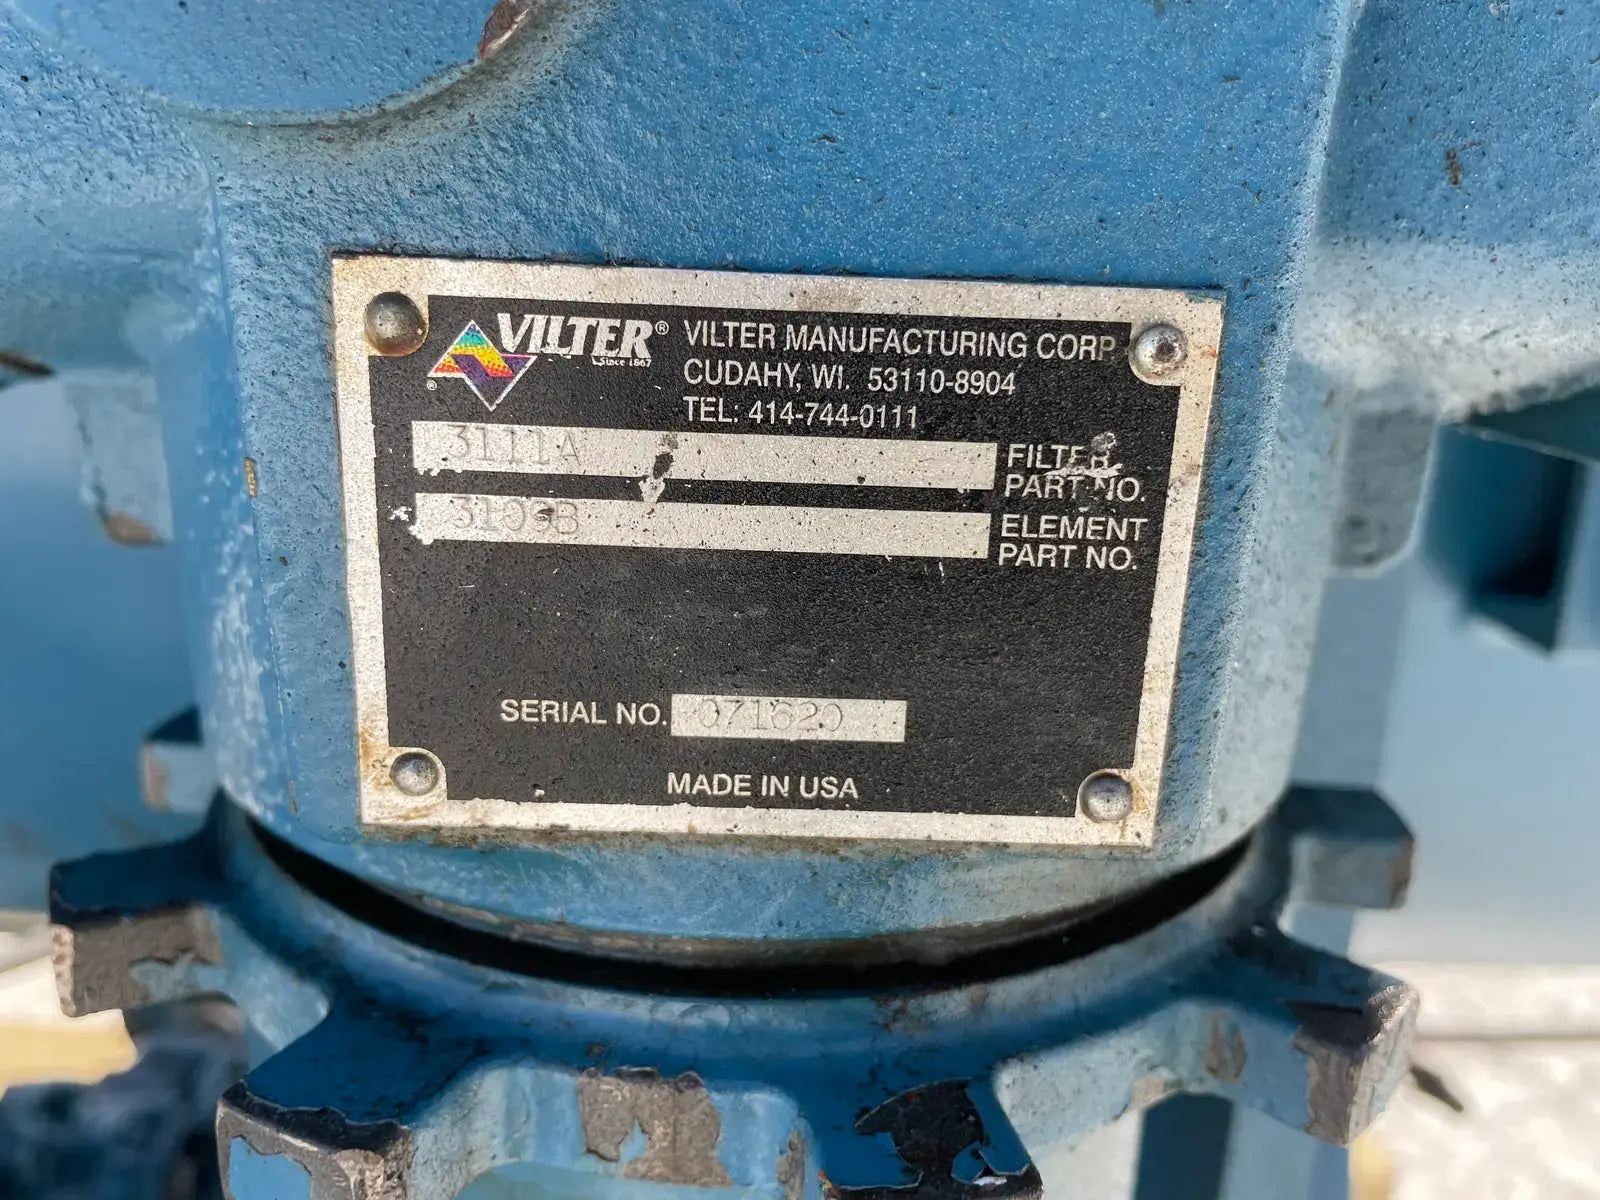 VILTER®
Since 1867
®
VILTER MANUFACTURING CORP
CUDAHY, WI. 53110-8904
TEL: 414-744-0111
3111A FILTER PART NO.
ELEMENT PART NO.
SERIAL NO. 071620
MADE IN USA